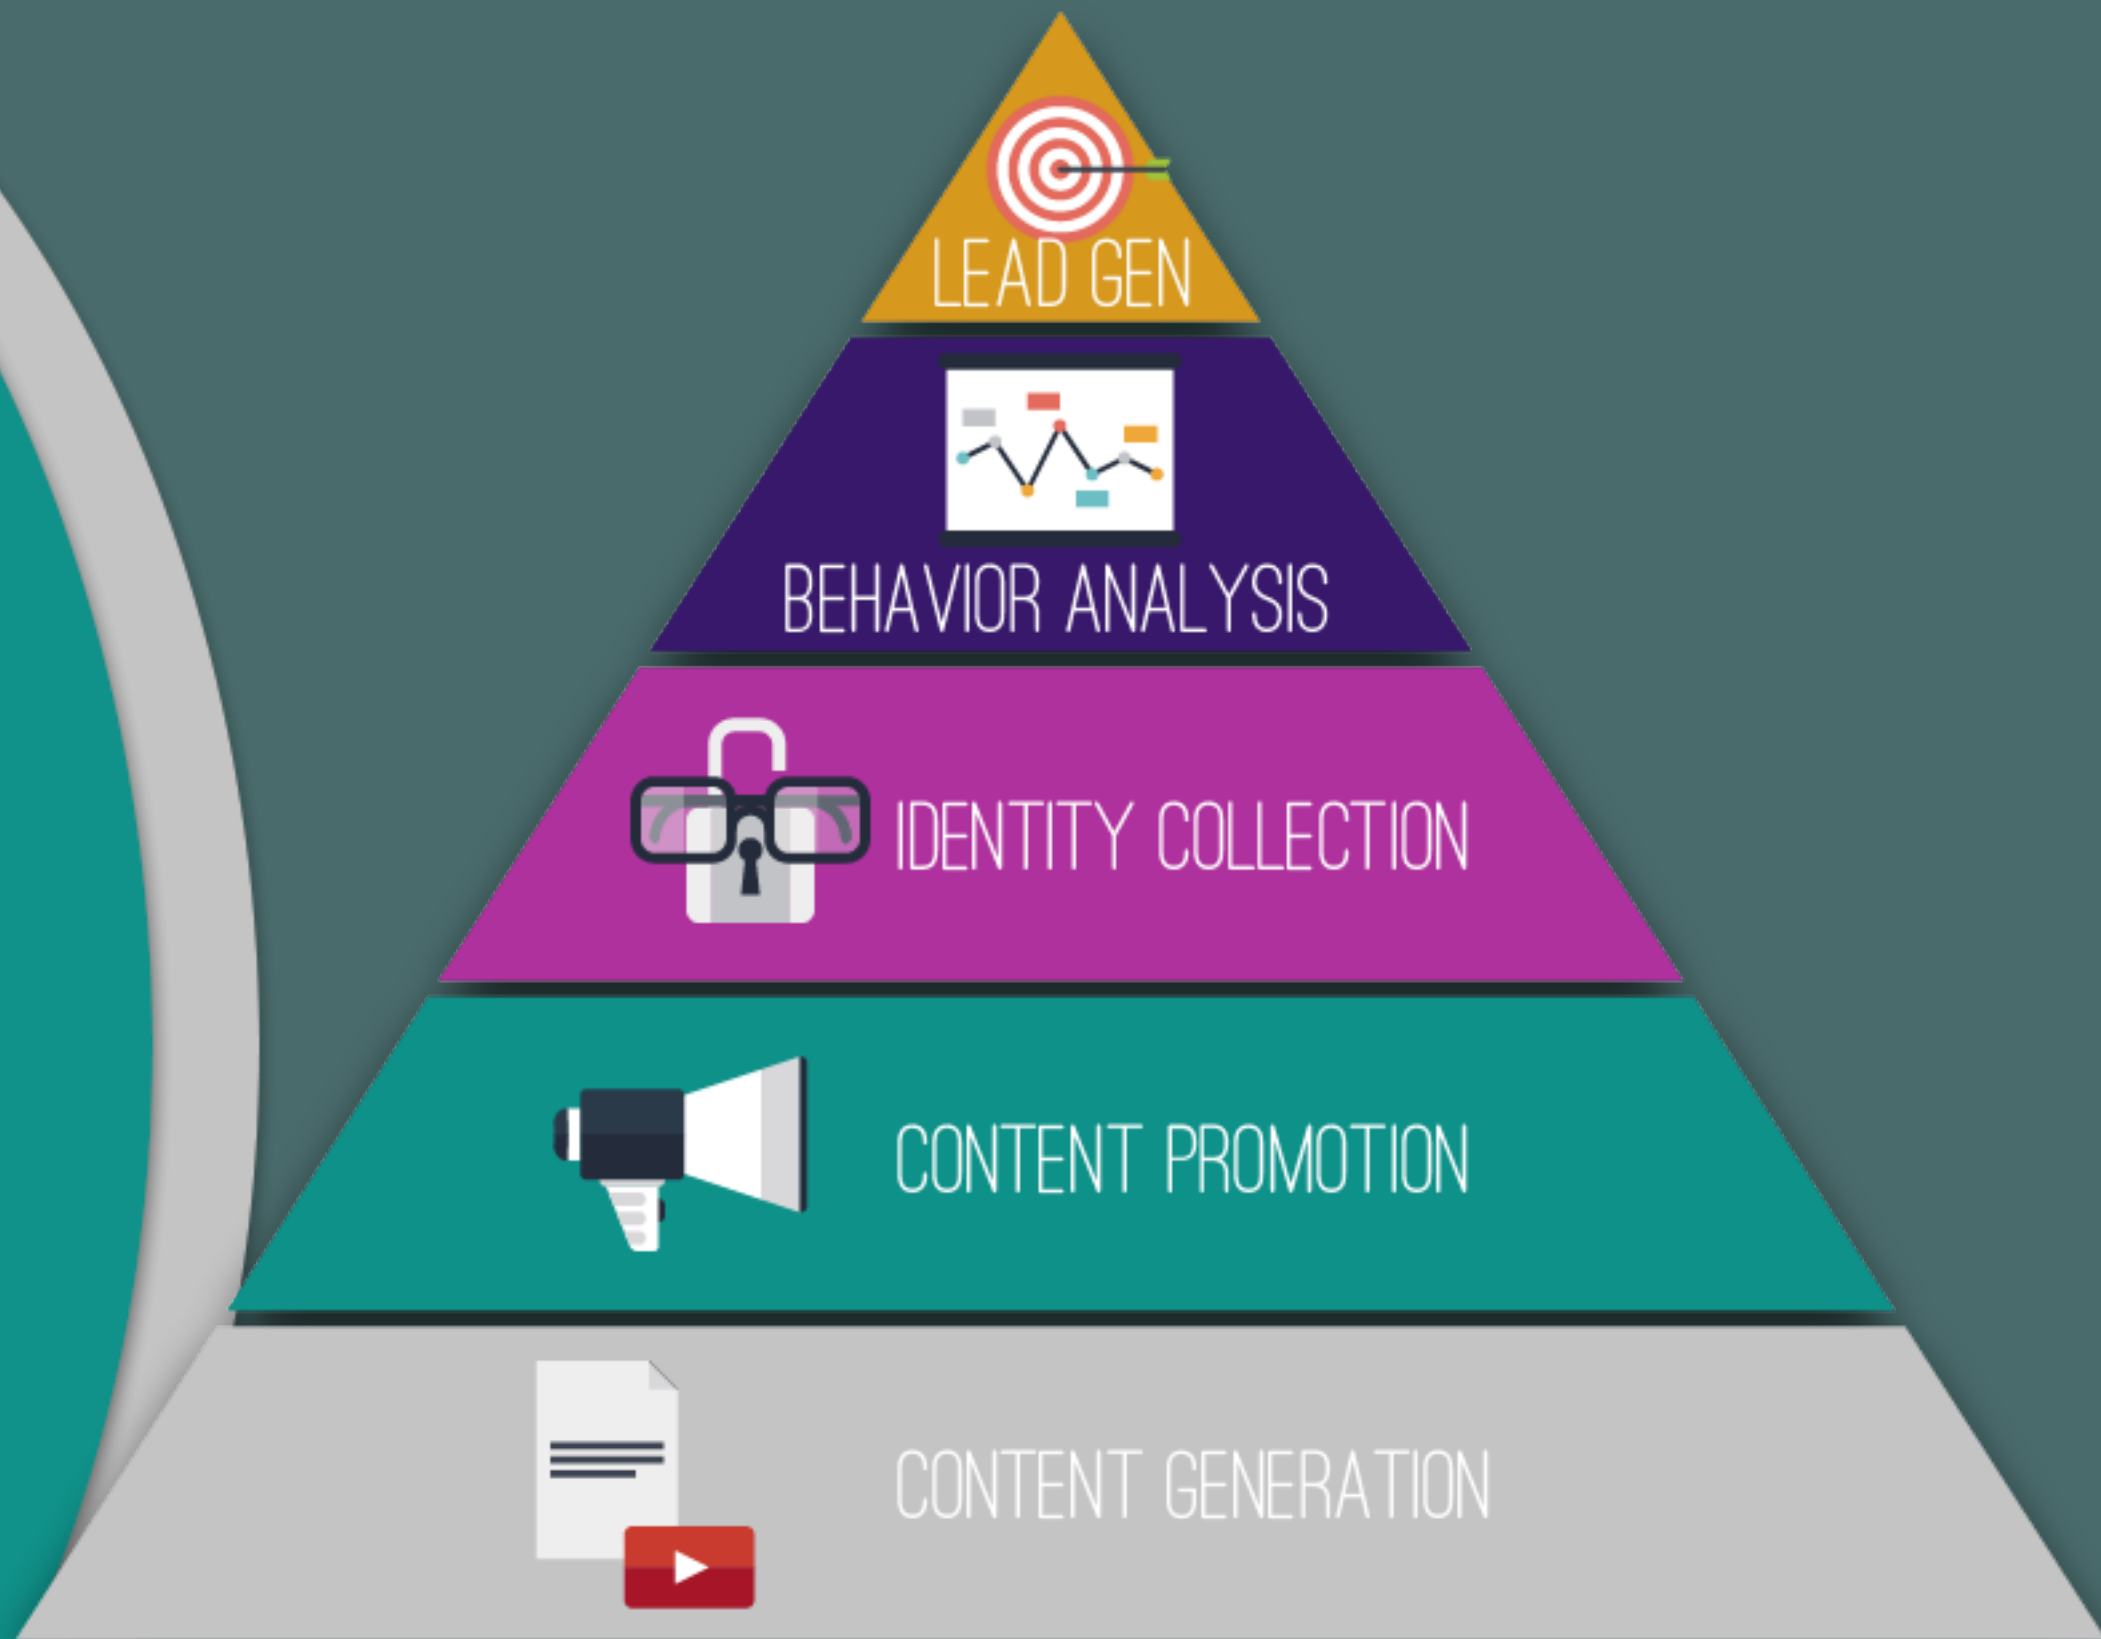 LEAD GEN
BEHAVIOR ANALYSIS
IDENTITY COLLECTION
CONTENT PROMOTION
CONTENT GENERATION